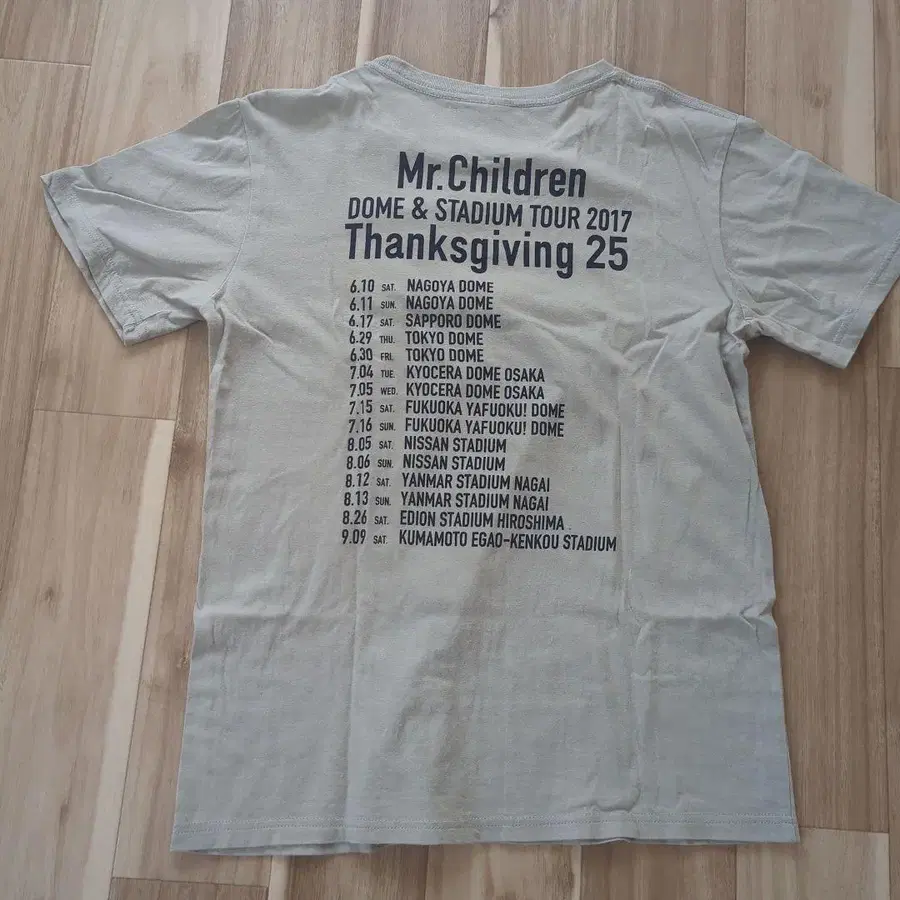 Mr.Children
DOME & STADIUM TOUR 2017
Thanksgiving 25
6.10 SAT. NAGOYA DOME
6.11 SUN. NAGOYA DOME
6.17 SAT. SAPPORO DOME
6.29 THU. TOKYO DOME
6.30 FRI. TOKYO DOME
7.04 TUE. KYOCERA DOME OSAKA
7.05 WED. KYOCERA DOME OSAKA
7.15 SAT. FUKUOKA YAFUOKU! DOME
7.16 SUN. FUKUOKA YAFUOKU! DOME
8.05 SAT. NISSAN STADIUM
8.06 SUN. NISSAN STADIUM
8.12 SAT. YANMAR STADIUM NAGAI
8.13 SUN. YANMAR STADIUM NAGAI
8.26 SAT. EDION STADIUM HIROSHIMA
9.09 SAT. KUMAMOTO EGAO-KENKOU STADIUM